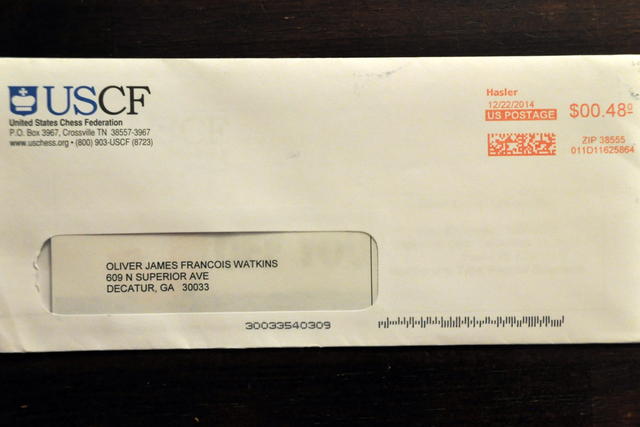 USCF
United States Chess Federation
P.O. Box 3967, Crossville TN 38557-3967
www.uschess.org • (800) 903-USCF (8723)
Hasler
12/22/2014
US POSTAGE
$00.48⁰
ZIP 38555
011D11625864
OLIVER JAMES FRANCOIS WATKINS
609 N SUPERIOR AVE
DECATUR, GA 30033
30033540309